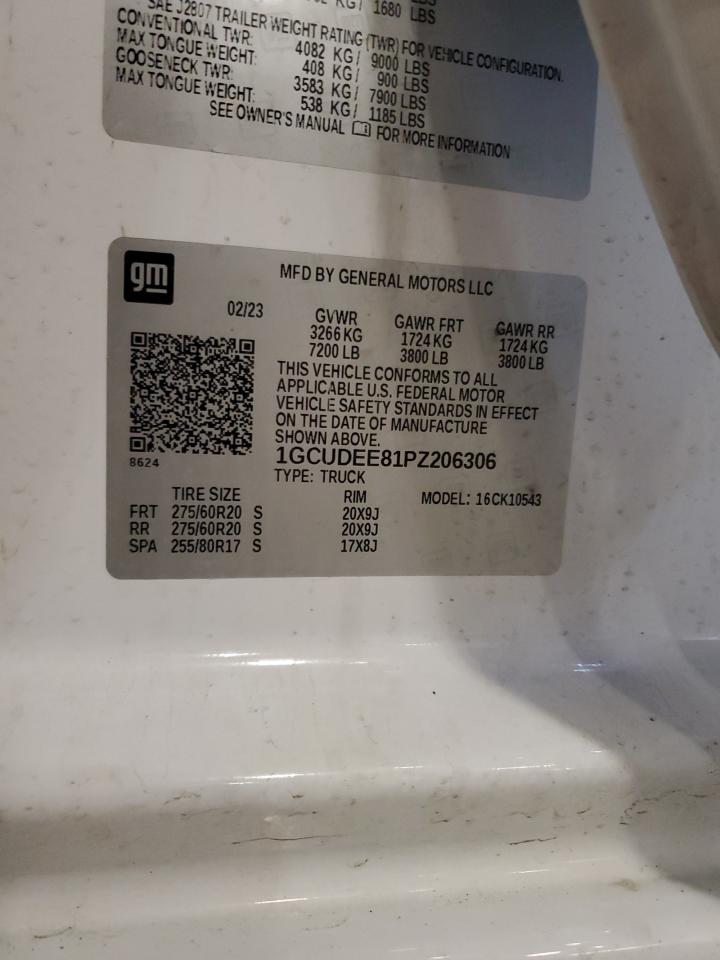 KG / 1680 LBS
SAE J2807 TRAILER WEIGHT RATING (TWR) FOR VEHICLE CONFIGURATION.
CONVENTIONAL TWR: 4082 KG / 9000 LBS
MAX TONGUE WEIGHT: 408 KG / 900 LBS
GOOSENECK TWR: 3583 KG / 7900 LBS
MAX TONGUE WEIGHT: 538 KG / 1185 LBS
SEE OWNER'S MANUAL FOR MORE INFORMATION
gm
MFD BY GENERAL MOTORS LLC
02/23 GVWR GAWR FRT GAWR RR
3266 KG 1724 KG 1724 KG
7200 LB 3800 LB 3800 LB
THIS VEHICLE CONFORMS TO ALL
APPLICABLE U.S. FEDERAL MOTOR
VEHICLE SAFETY STANDARDS IN EFFECT
ON THE DATE OF MANUFACTURE
SHOWN ABOVE.
8624
1GCUDEE81PZ206306
TYPE: TRUCK
TIRE SIZE RIM MODEL: 16CK10543
FRT 275/60R20 S 20X9J
RR 275/60R20 S 20X9J
SPA 255/80R17 S 17X8J